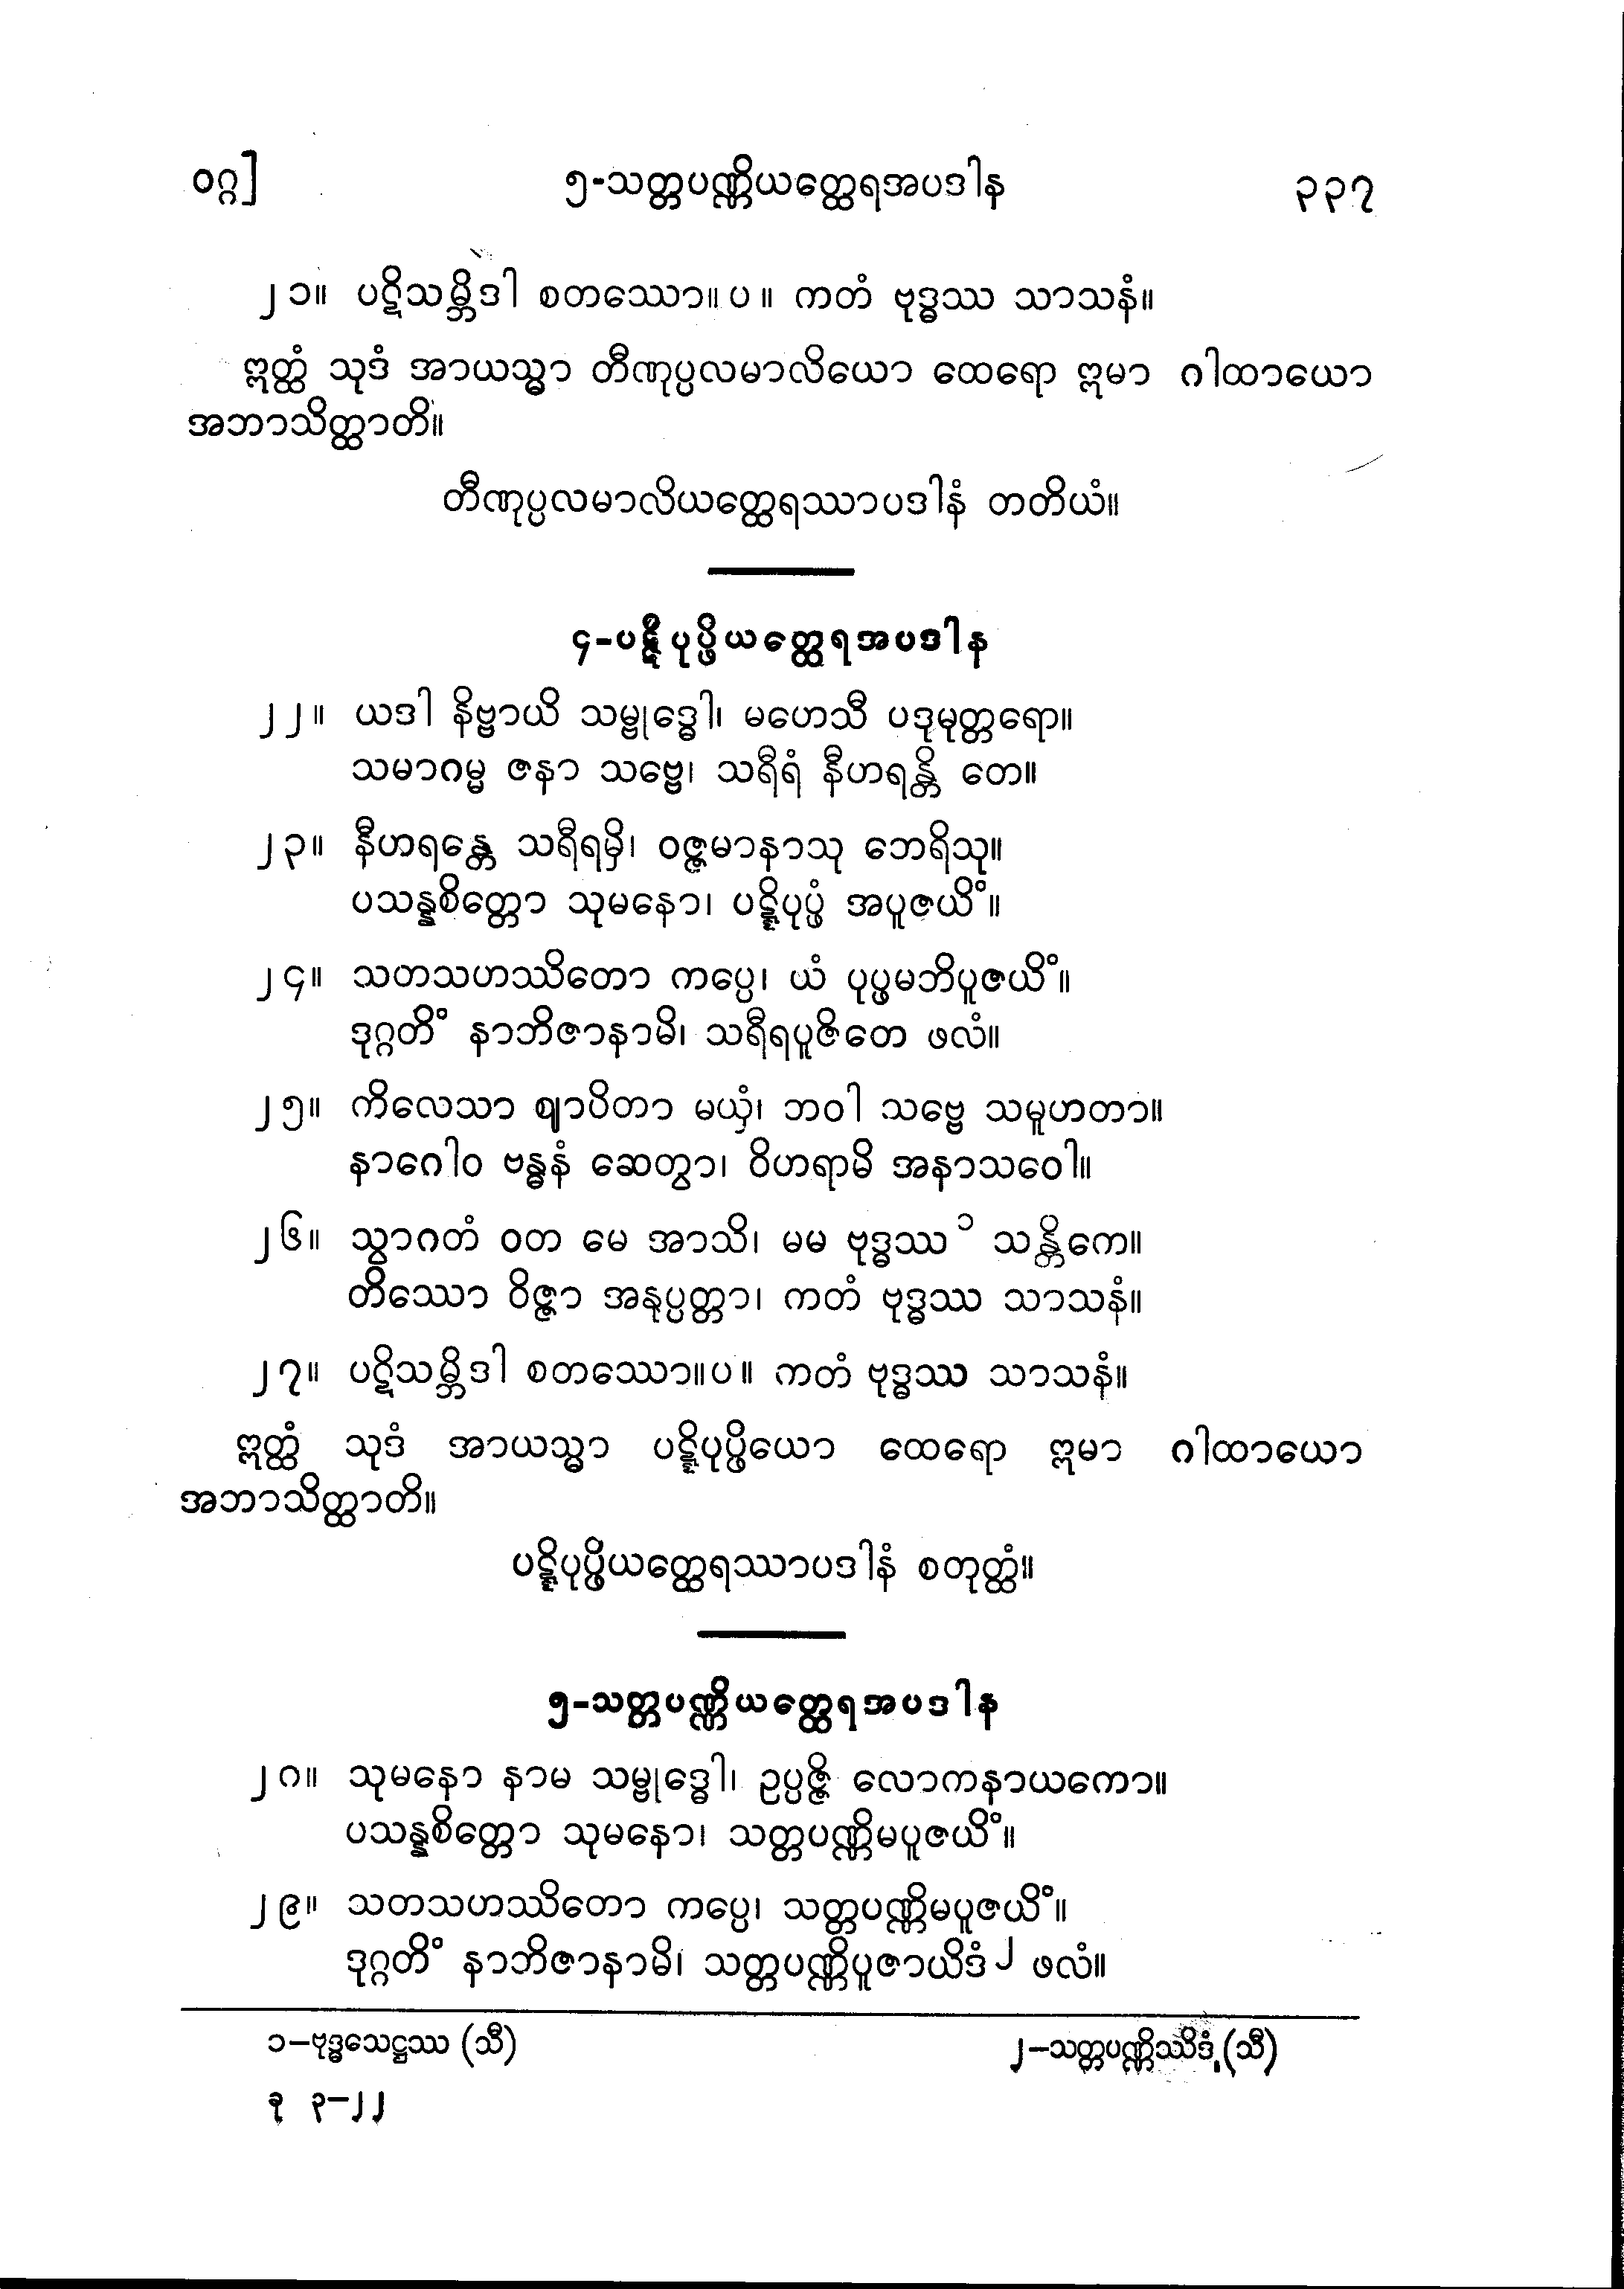 ဝဂ္ဂ]
၅-သတ္တပဏ္ဏိယတ္ထေရအပဒါန
၃၃၇
၂၁။ ပဋိသမ္ဘိဒါ စတဿော။ပ။ ကတံ ဗုဒ္ဓဿ သာသနံ။
ဣတ္ထံ သုဒံ အာယသ္မာ တီဏုပ္ပလမာလိယော ထေရော ဣမာ ဂါထာယော
အဘာသိတ္ထာတိ။
တီဏုပ္ပလမာလိယတ္ထေရဿာပဒါနံ တတိယံ။
၄-ပဋ္ဋိပုပ္ဖိယတ္ထေရအပဒါန
၂၂။ ယဒါ နိဗ္ဗာယိ သမ္ဗုဒ္ဓေါ၊ မဟေသီ ပဒုမုတ္တရော။
သမာဂမ္မ ဇနာ သဗ္ဗေ၊ သရီရံ နီဟရန္တိ တေ။
၂၃။ နီဟရန္တေ သရီရမှိ၊ ဝဇ္ဇမာနာသု ဘေရိသု။
ပသန္နစိတ္တော သုမနော၊ ပဋ္ဋိပုပ္ဖံ အပူဇယိံ။
၂၄။ သတသဟဿိတော ကပ္ပေ၊ ယံ ပုပ္ဖမဘိပူဇယိံ။
ဒုဂ္ဂတိံ နာဘိဇာနာမိ၊ သရီရပူဇိတေ ဖလံ။
၂၅။ ကိလေသာ ဈာပိတာ မယှံ၊ ဘဝါ သဗ္ဗေ သမူဟတာ။
နာဂေါဝ ဗန္ဓနံ ဆေတွာ၊ ဝိဟရာမိ အနာသဝေါ။
၂၆။ သွာဂတံ ဝတ မေ အာသိ၊ မမ ဗုဒ္ဓဿ ၁ သန္တိကေ။
တိဿော ဝိဇ္ဇာ အနုပ္ပတ္တာ၊ ကတံ ဗုဒ္ဓဿ သာသနံ။
၂၇။ ပဋိသမ္ဘိဒါ စတဿော။ပ။ ကတံ ဗုဒ္ဓဿ သာသနံ။
ဣတ္ထံ သုဒံ အာယသ္မာ ပဋ္ဋိပုပ္ဖိယော ထေရော ဣမာ ဂါထာယော
အဘာသိတ္ထာတိ။
ပဋ္ဋိပုပ္ဖိယတ္ထေရဿာပဒါနံ စတုတ္ထံ။
၅-သတ္တပဏ္ဏိယတ္ထေရအပဒါန
၂၈။ သုမနော နာမ သမ္ဗုဒ္ဓေါ၊ ဥပ္ပဇ္ဇိ လောကနာယကော။
ပသန္နစိတ္တော သုမနော၊ သတ္တပဏ္ဏိမပူဇယိံ။
၂၉။ သတသဟဿိတော ကပ္ပေ၊ သတ္တပဏ္ဏိမပူဇယိံ။
ဒုဂ္ဂတိံ နာဘိဇာနာမိ၊ သတ္တပဏ္ဏိပူဇာယိဒံ ၂ ဖလံ။
၁–ဗုဒ္ဓသေဋ္ဌဿ (သီ)
၂–သတ္တပဏ္ဏိဿိဒံ (သီ)
ခု ၃–၂၂